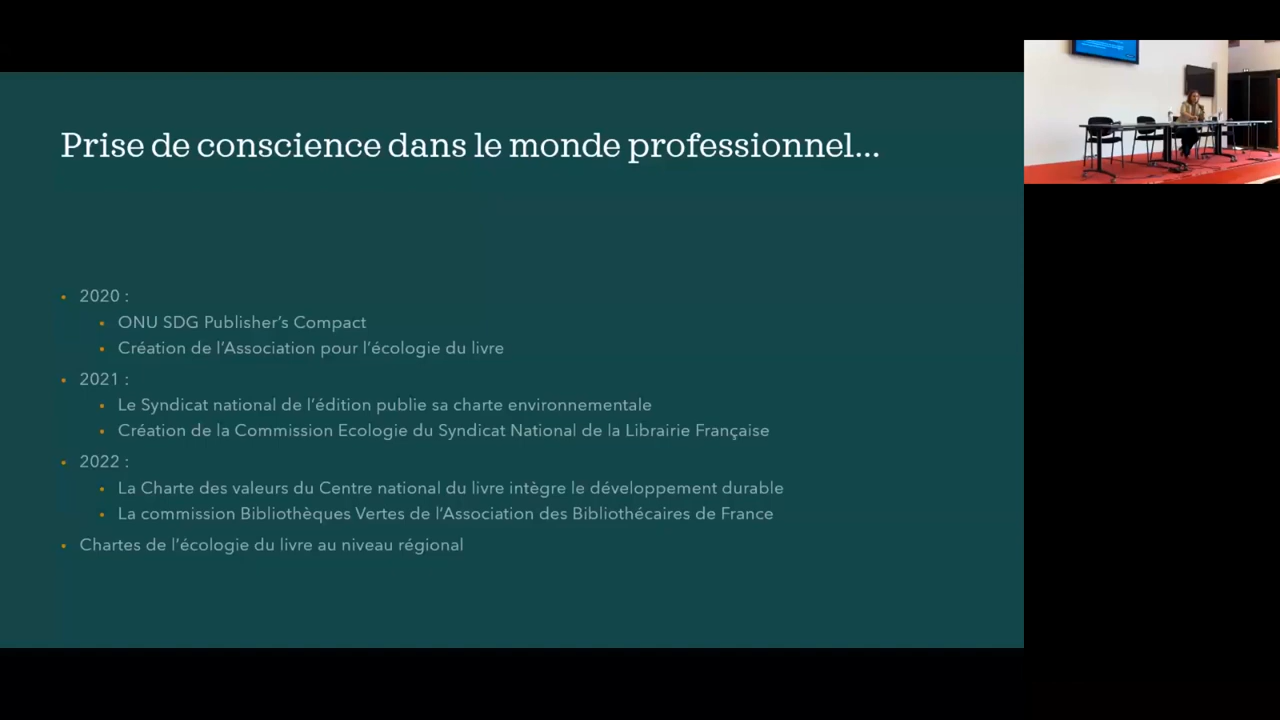 Prise de conscience dans le monde professionnel...
2020 :
ONU SDG Publisher's Compact
Création de l'Association pour l'écologie du livre
2021 :
Le Syndicat national de l'édition publie sa charte environnementale
Création de la Commission Ecologie du Syndicat National de la Librairie Française
2022 :
La Charte des valeurs du Centre national du livre intègre le développement durable
La commission Bibliothèques Vertes de l'Association des Bibliothécaires de France
Chartes de l'écologie du livre au niveau régional